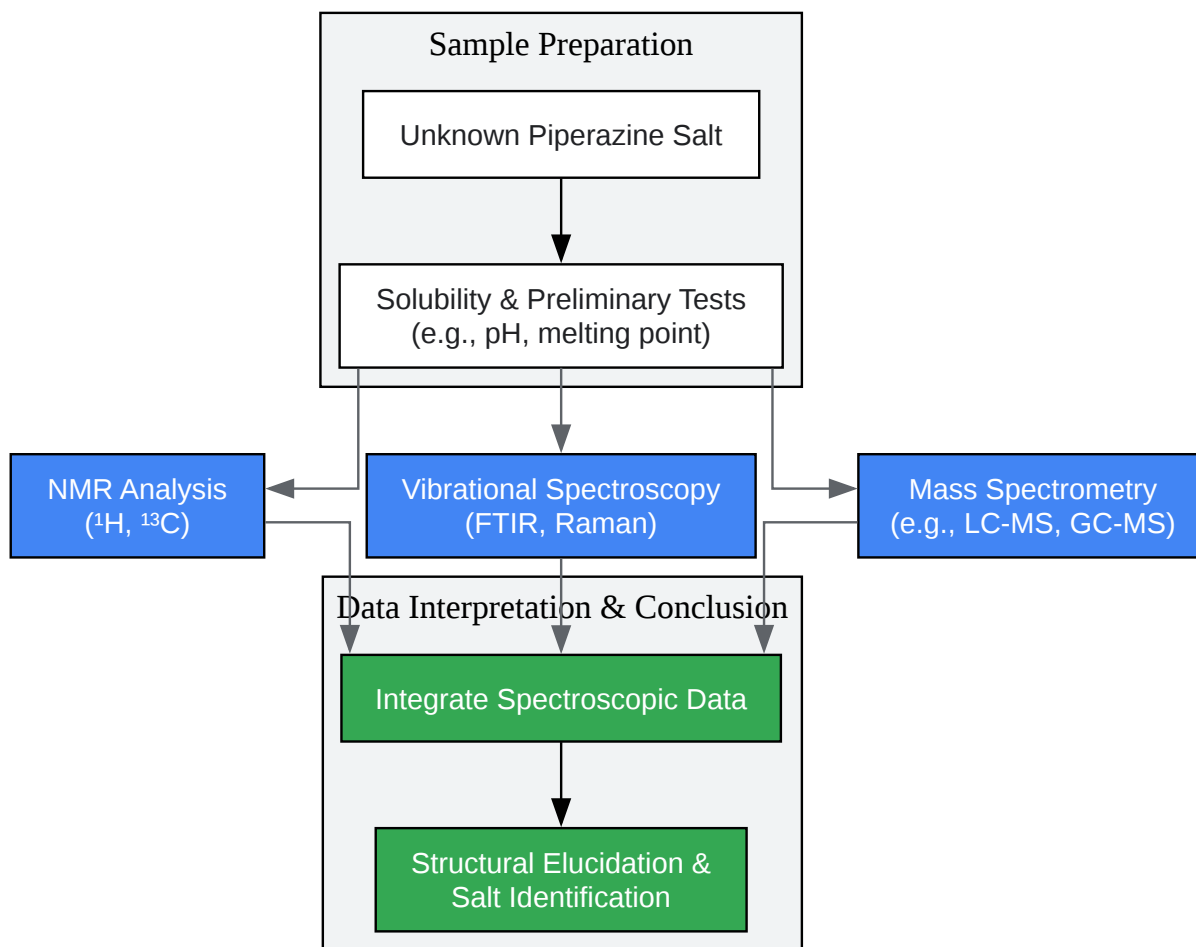 Sample Preparation
Unknown Piperazine Salt
Solubility & Preliminary Tests
(e.g., pH, melting point)
NMR Analysis
(¹H, ¹³C)
Vibrational Spectroscopy
(FTIR, Raman)
Mass Spectrometry
(e.g., LC-MS, GC-MS)
Data Interpretation & Conclusion
Integrate Spectroscopic Data
Structural Elucidation &
Salt Identification